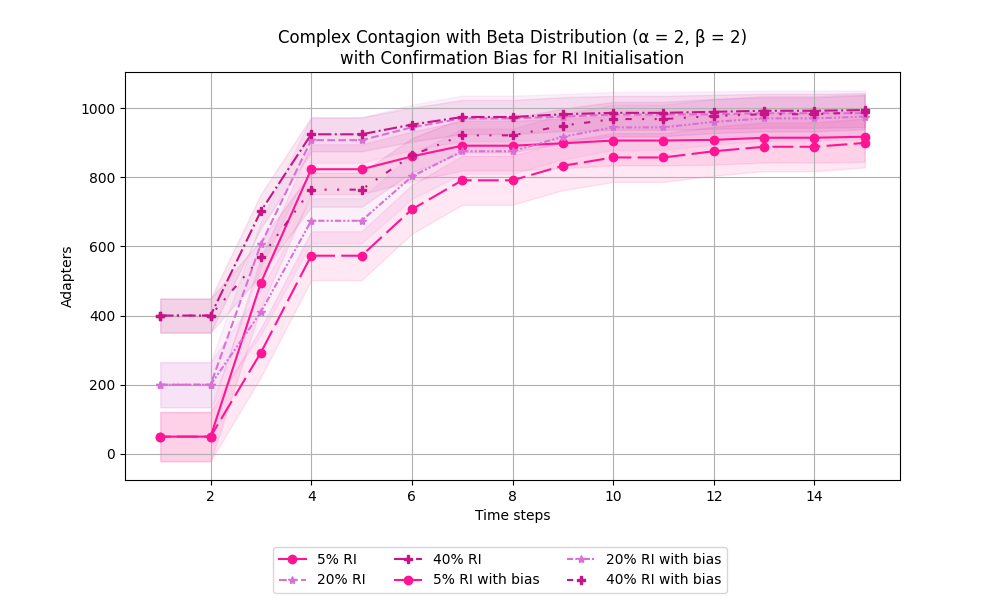 Complex Contagion with Beta Distribution (α = 2, β = 2)
with Confirmation Bias for RI Initialisation
Adapters
1000
800
600
400
200
0
2 4 6 8 10 12 14
Time steps
5% RI
20% RI
40% RI
5% RI with bias
20% RI with bias
40% RI with bias